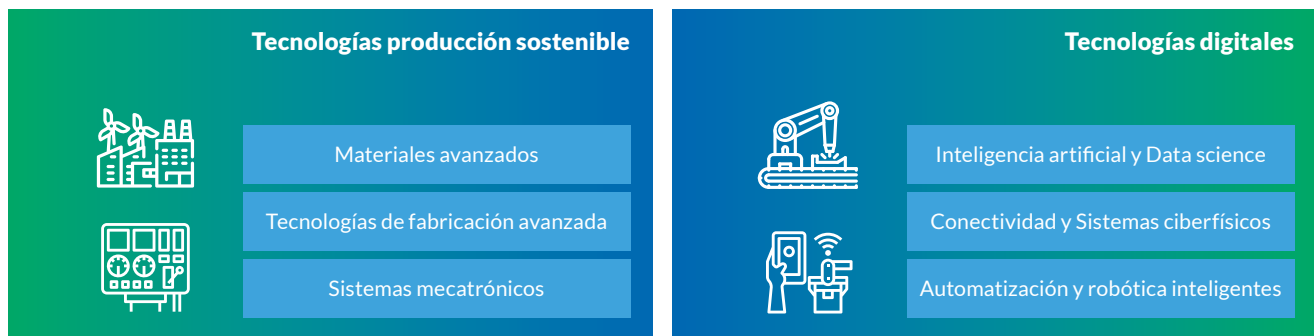 Tecnologías producción sostenible
Materiales avanzados
Tecnologías de fabricación avanzada
Sistemas mecatrónicos
Tecnologías digitales
Inteligencia artificial y Data science
Conectividad y Sistemas ciberfísicos
Automatización y robótica inteligentes